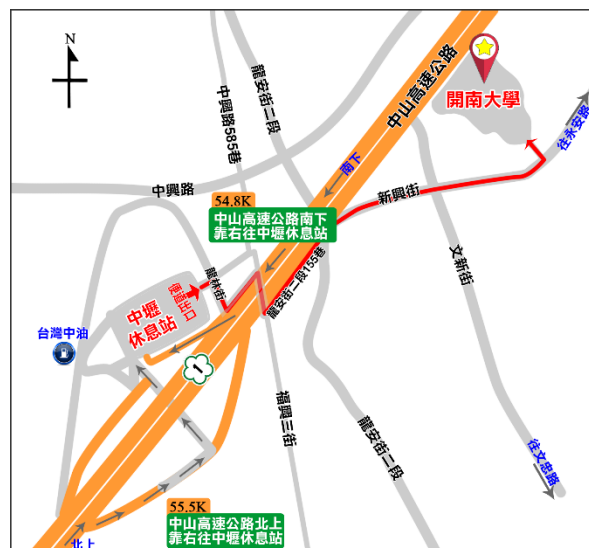 N
中山高速公路
開南大學
往永安路
龍安街二段
中興路585巷
南下
中興路
新興街
54.8K
中山高速公路南下
靠右往中壢休息站
文新街
龍林街
龍安街二段155巷
便道出口
中壢
休息站
台灣中油
1
福興三街
龍安街二段
往文忠路
55.5K
中山高速公路北上
靠右往中壢休息站
北上